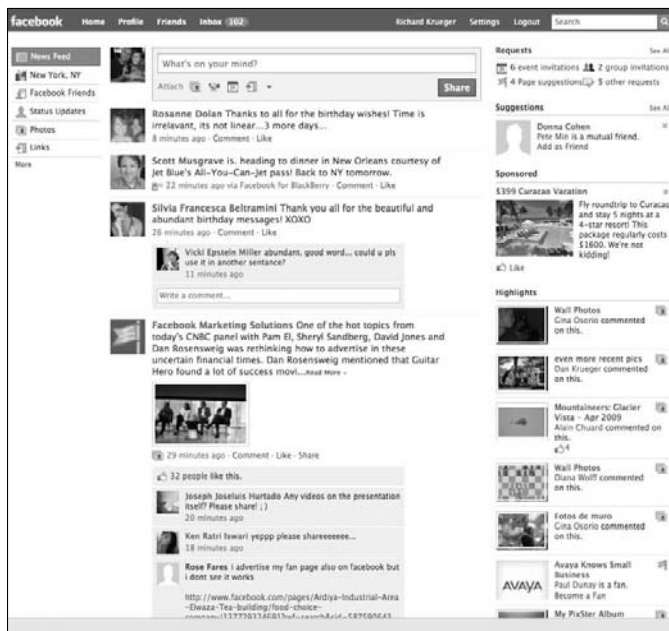 facebook Home Profile Friends Inbox 102 Richard Krueger Settings Logout Search
News Feed
New York, NY
Facebook Friends
Status Updates
Photos
Links
More
What's on your mind?
Attach
Share
Rosanne Dolan Thanks to all for the birthday wishes! Time is
irrelavant, its not linear...3 more days...
8 minutes ago · Comment · Like
Scott Musgrave is. heading to dinner in New Orleans courtesy of
Jet Blue's All-You-Can-Jet pass! Back to NY tomorrow.
22 minutes ago via Facebook for BlackBerry · Comment · Like
Silvia Francesca Beltramini Thank you all for the beautiful and
abundant birthday messages! XOXO
26 minutes ago · Comment · Like
Vicki Epstein Miller abundant. good word... could u pls
use it in another sentance?
11 minutes ago
Write a comment...
Facebook Marketing Solutions One of the hot topics from
today's CNBC panel with Pam El, Sheryl Sandberg, David Jones and
Dan Rosensweig was rethinking how to advertise in these
uncertain financial times. Dan Rosensweig mentioned that Guitar
Hero found a lot of success movi...Read More
29 minutes ago · Comment · Like · Share
32 people like this.
Joseph Joseluis Hurtado Any videos on the presentation
itself? Please share! ; )
20 minutes ago
Ken Ratri Iswari yeppp please shareeeeeee...
18 minutes ago
Rose Fares i advertise my fan page also on facebook but
i dont see it works
http://www.facebook.com/pages/Ardiya-Industrial-Area
-Elwaza-Tea-building/food-choice-
Requests See Al
6 event invitations 2 group invitations
4 Page suggestions 5 other requests
Suggestions See Al
Donna Cohen
Pete Min is a mutual friend.
Add as Friend
Sponsored
$399 Curacao Vacation
Fly roundtrip to Curacao
and stay 5 nights at a
4-star resort! This
package regularly costs
$1600. We're not
kidding!
Like
Highlights
Wall Photos
Gina Osorio commented
on this.
even more recent pics
Dan Krueger commented
on this.
Mountaineers: Glacier
Vista - Apr 2009
Alain Chuard commented on
this.
4
Wall Photos
Diana Wolff commented
on this.
Fotos de muro
Gina Osorio commented
on this.
AVAYA
Avaya Knows Small
Business
Paul Dunay is a fan.
Become a Fan
My PixSter Album